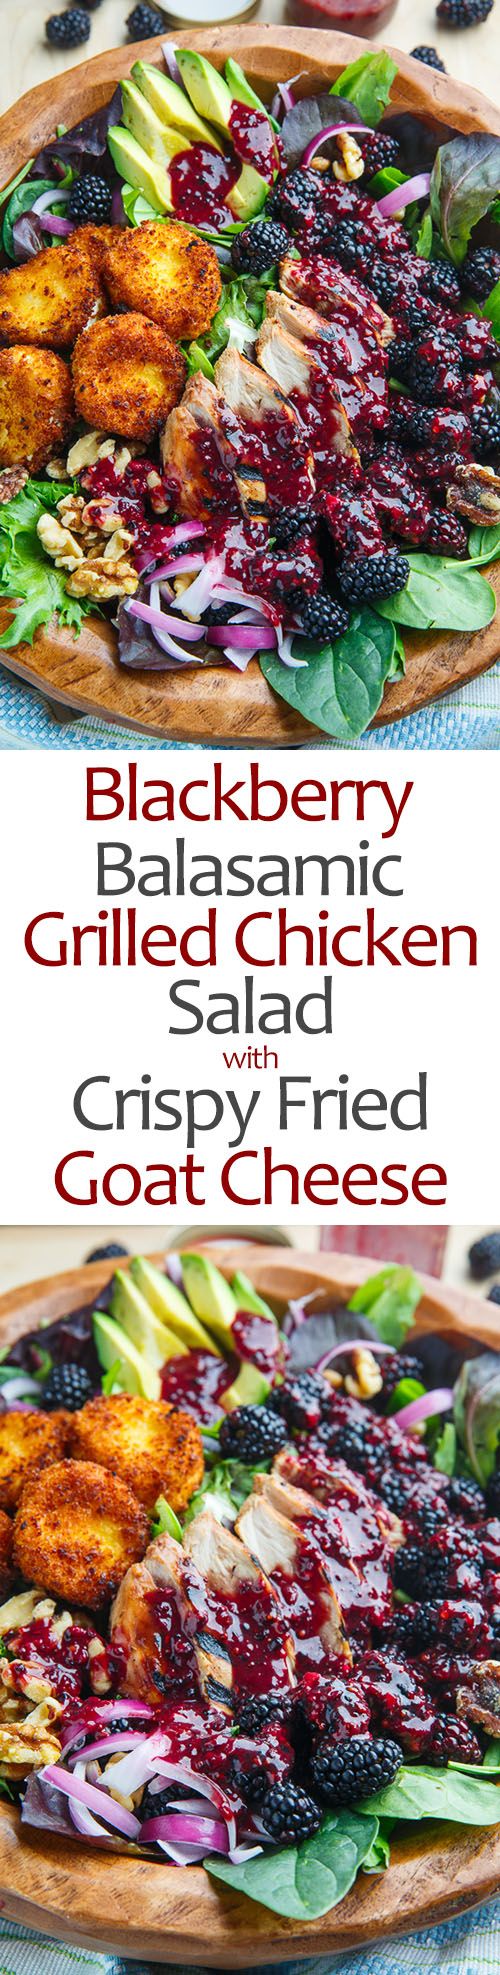 Blackberry
Balasamic
Grilled Chicken
Salad
with
Crispy Fried
Goat Cheese